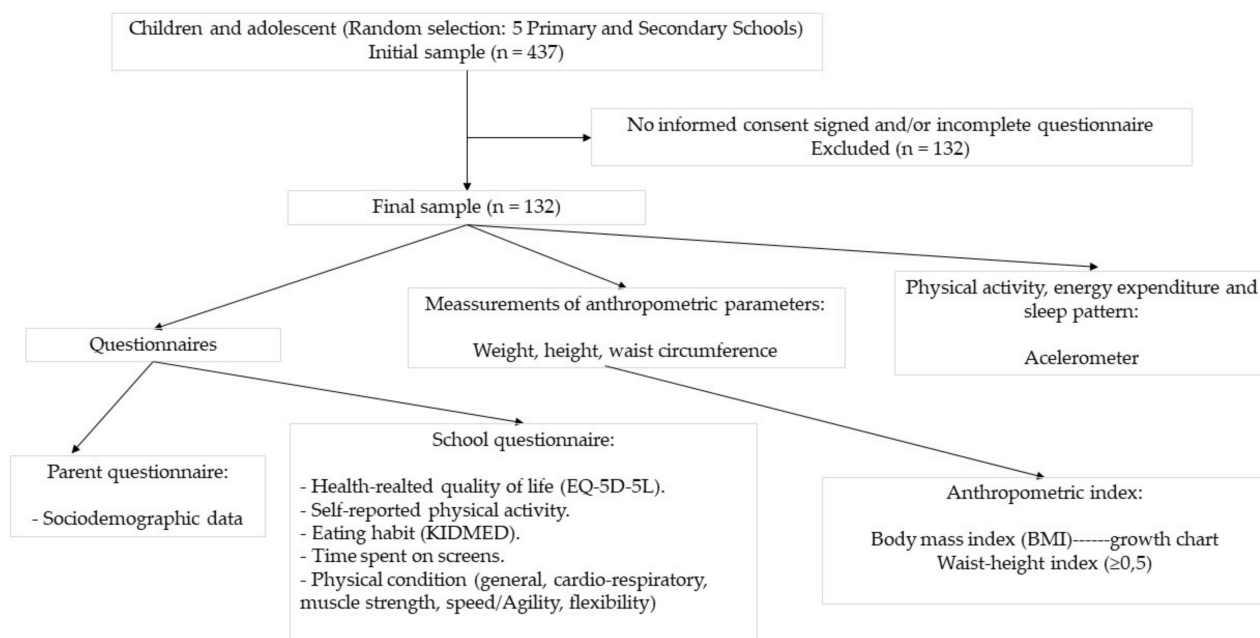 Children and adolescent (Random selection: 5 Primary and Secondary Schools)
Initial sample (n = 437)
No informed consent signed and/or incomplete questionnaire
Excluded (n = 132)
Final sample (n = 132)
Questionnaires
Meassurements of anthropometric parameters:
Weight, height, waist circumference
Physical activity, energy expenditure and
sleep pattern:
Acelerometer
Parent questionnaire:
- Sociodemographic data
School questionnaire:
- Health-realted quality of life (EQ-5D-5L).
- Self-reported physical activity.
- Eating habit (KIDMED).
- Time spent on screens.
- Physical condition (general, cardio-respiratory,
muscle strength, speed/Agility, flexibility)
Anthropometric index:
Body mass index (BMI)------growth chart
Waist-height index (≥0,5)